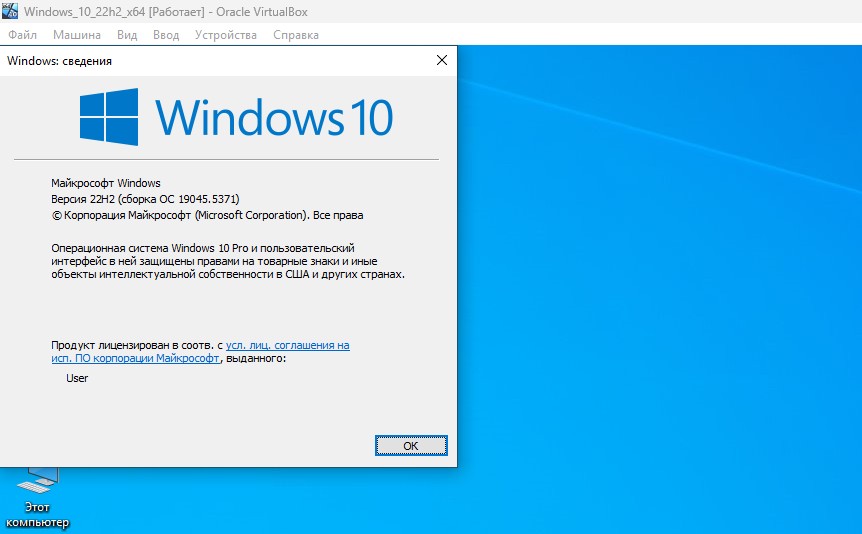 Windows_10_22h2_x64 [Работает] - Oracle VirtualBox
Файл Машина Вид Ввод Устройства Справка
Windows: сведения
Windows 10
Майкрософт Windows
Версия 22H2 (сборка ОС 19045.5371)
© Корпорация Майкрософт (Microsoft Corporation). Все права
Операционная система Windows 10 Pro и пользовательский
интерфейс в ней защищены правами на товарные знаки и иные
объекты интеллектуальной собственности в США и других странах.
Продукт лицензирован в соотв. с усл. лиц. соглашения на
исп. ПО корпорации Майкрософт, выданного:
User
ОК
Этот
компьютер